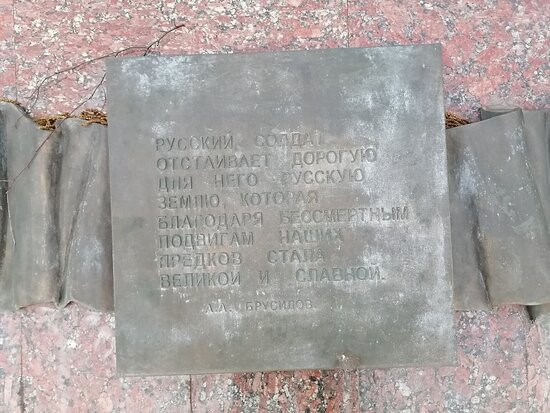 РУССКИЙ СОЛДАТ
ОТСТАИВАЕТ ДОРОГУЮ
ДЛЯ НЕГО РУССКУЮ
ЗЕМЛЮ, КОТОРАЯ
БЛАГОДАРЯ БЕССМЕРТНЫМ
ПОДВИГАМ НАШИХ
ПРЕДКОВ СТАЛА
ВЕЛИКОЙ И СЛАВНОЙ.
А.А. БРУСИЛОВ